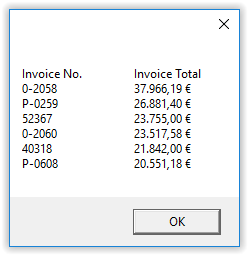 Invoice No. Invoice Total
0-2058 37.966,19 €
P-0259 26.881,40 €
52367 23.755,00 €
0-2060 23.517,58 €
40318 21.842,00 €
P-0608 20.551,18 €
OK